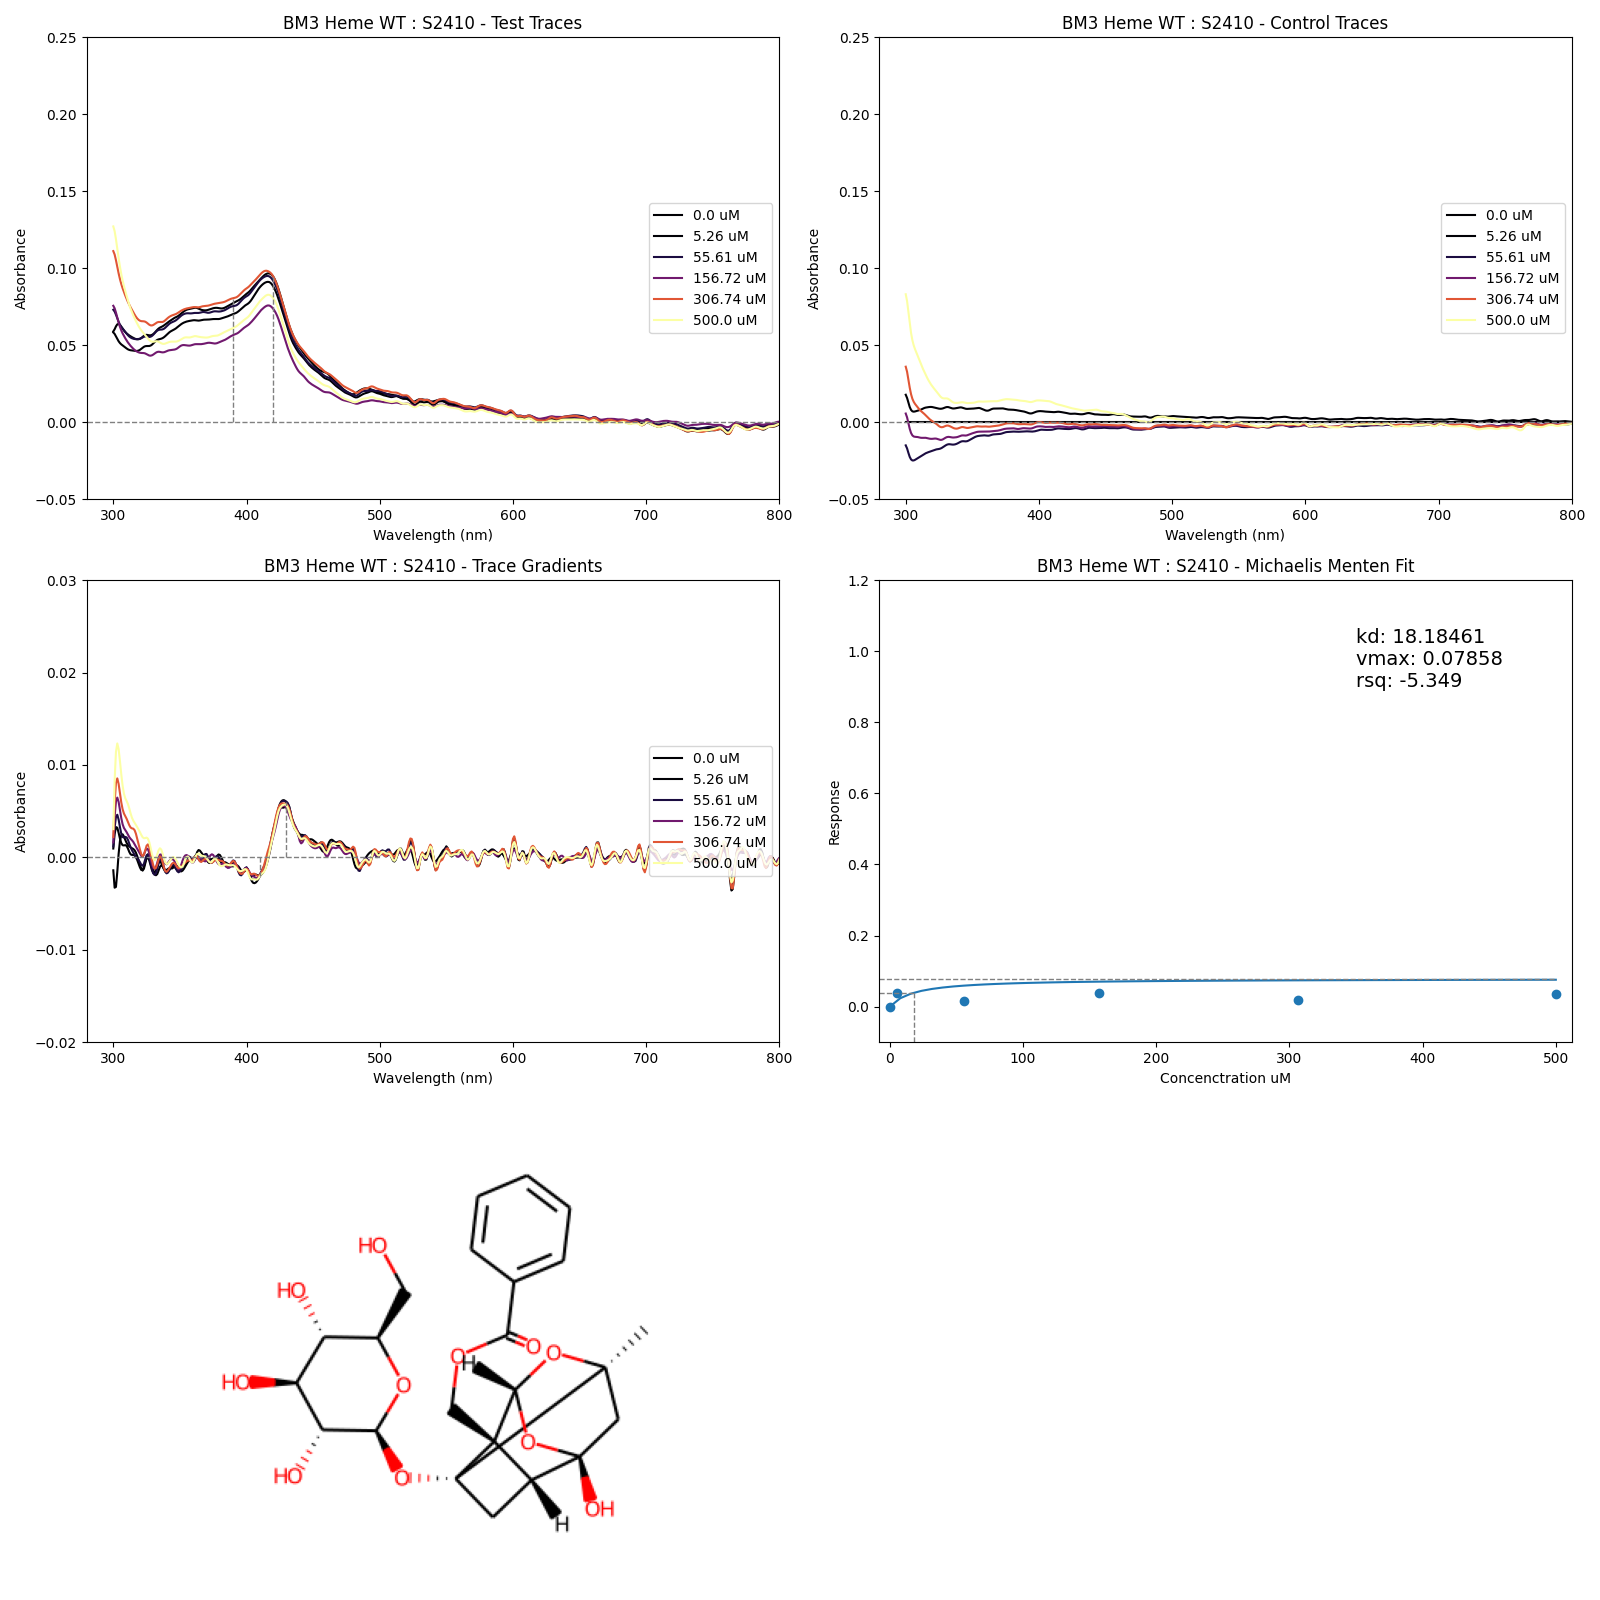 BM3 Heme WT : S2410 - Test Traces
Absorbance
0.25
0.20
0.15
0.10
0.05
0.00
−0.05
300 400 500 600 700 800
Wavelength (nm)
0.0 uM
5.26 uM
55.61 uM
156.72 uM
306.74 uM
500.0 uM
BM3 Heme WT : S2410 - Control Traces
Absorbance
0.25
0.20
0.15
0.10
0.05
0.00
−0.05
300 400 500 600 700 800
Wavelength (nm)
0.0 uM
5.26 uM
55.61 uM
156.72 uM
306.74 uM
500.0 uM
BM3 Heme WT : S2410 - Trace Gradients
Absorbance
0.03
0.02
0.01
0.00
−0.01
−0.02
300 400 500 600 700 800
Wavelength (nm)
0.0 uM
5.26 uM
55.61 uM
156.72 uM
306.74 uM
500.0 uM
BM3 Heme WT : S2410 - Michaelis Menten Fit
Response
1.2
1.0
0.8
0.6
0.4
0.2
0.0
0 100 200 300 400 500
Concenctration uM
kd: 18.18461
vmax: 0.07858
rsq: -5.349
HO
HO
O
O
O
H
HO
O
O
HO
O
OH
H